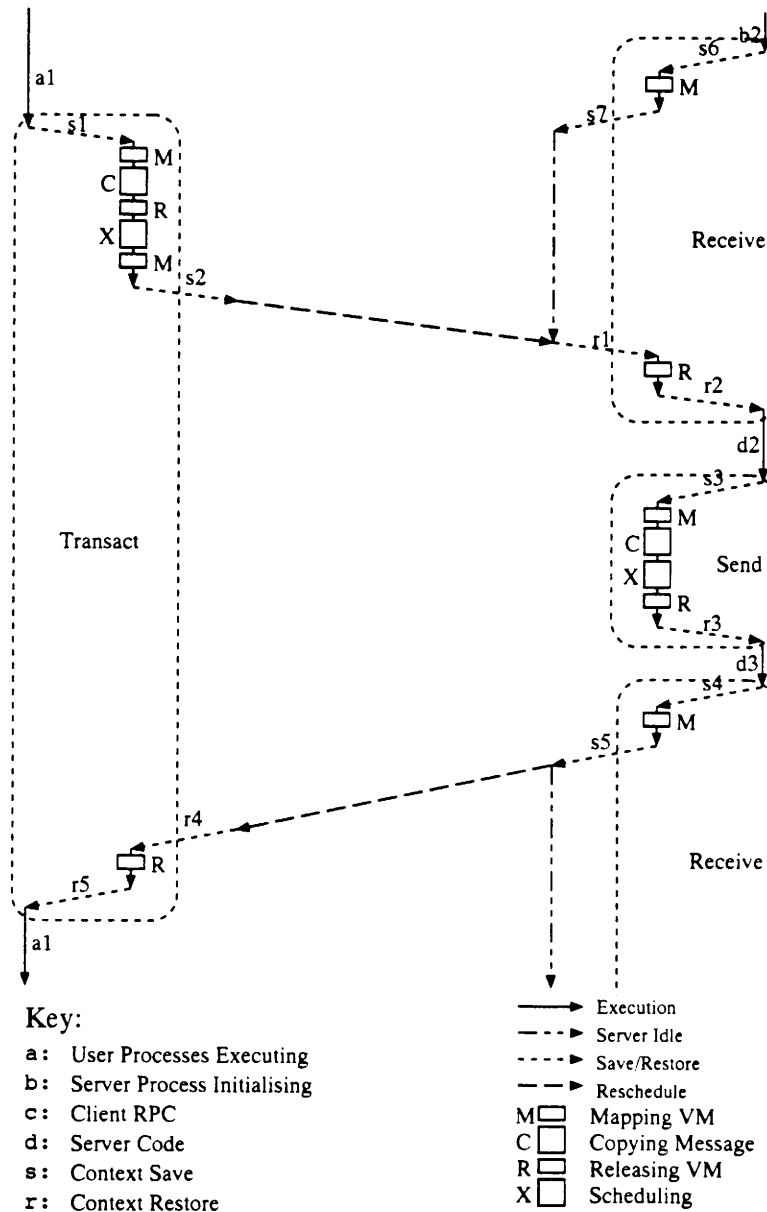 b2
s6
a1
M
s7
s1
M
C
R
X
Receive
M
s2
r1
R
r2
d2
s3
M
Transact
C
Send
X
R
r3
d3
s4
M
s5
r4
R
Receive
r5
a1
Key:
a: User Processes Executing
b: Server Process Initialising
c: Client RPC
d: Server Code
s: Context Save
r: Context Restore
Execution
Server Idle
Save/Restore
Reschedule
M Mapping VM
C Copying Message
R Releasing VM
X Scheduling